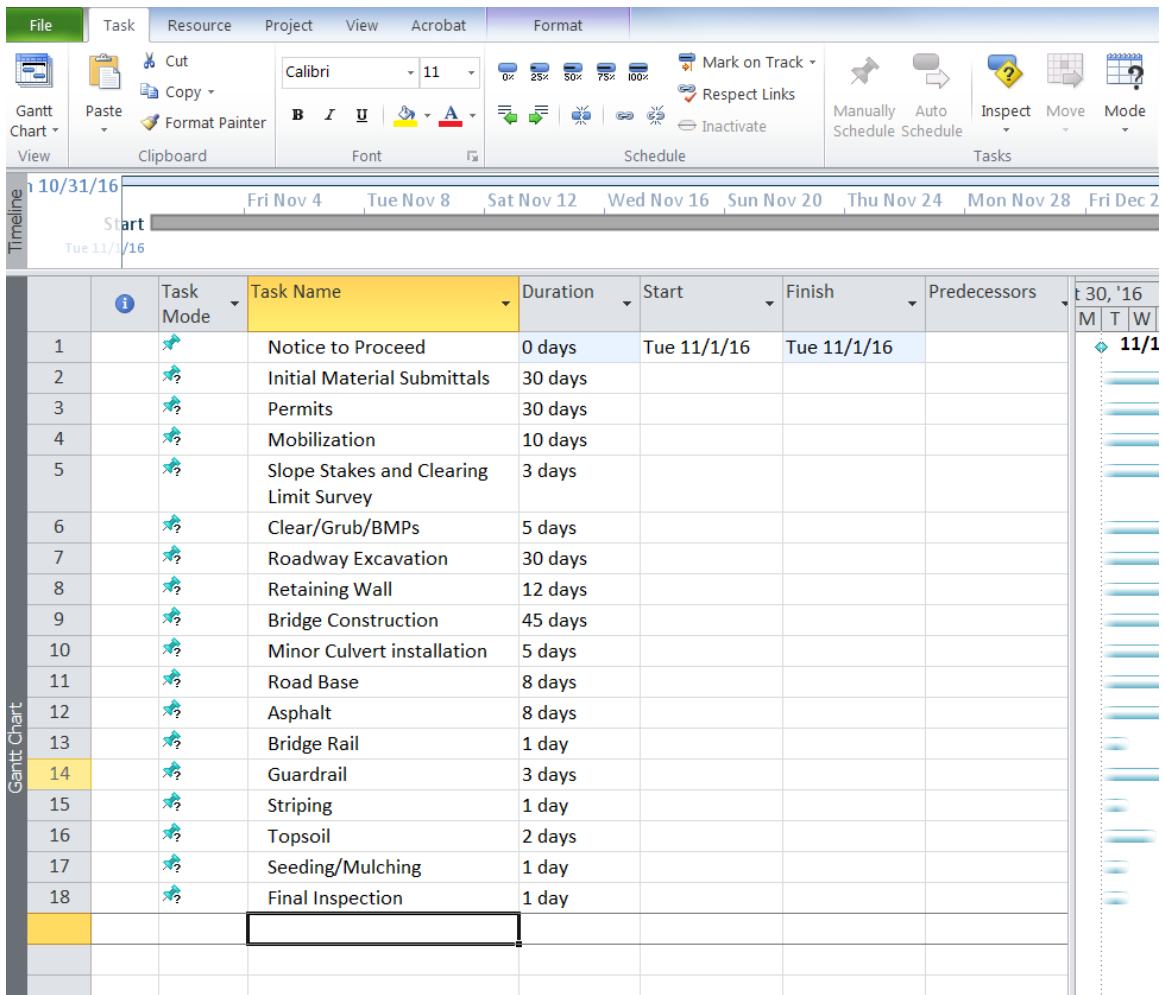 File Task Resource Project View Acrobat Format
Cut
Copy
Format Painter
Gantt Chart
Paste
Calibri 11
B I U A
0% 25% 50% 75% 100%
Mark on Track
Respect Links
Inactivate
Manually Schedule
Auto Schedule
Inspect
Move
Mode
View Clipboard Font Schedule Tasks
Timeline
10/31/16
Fri Nov 4 Tue Nov 8 Sat Nov 12 Wed Nov 16 Sun Nov 20 Thu Nov 24 Mon Nov 28 Fri Dec 2
Start
Tue 11/1/16
Gantt Chart
Task Mode Task Name Duration Start Finish Predecessors t 30, '16
M T W
1 Notice to Proceed 0 days Tue 11/1/16 Tue 11/1/16 11/1
2 Initial Material Submittals 30 days
3 Permits 30 days
4 Mobilization 10 days
5 Slope Stakes and Clearing 3 days
Limit Survey
6 Clear/Grub/BMPs 5 days
7 Roadway Excavation 30 days
8 Retaining Wall 12 days
9 Bridge Construction 45 days
10 Minor Culvert installation 5 days
11 Road Base 8 days
12 Asphalt 8 days
13 Bridge Rail 1 day
14 Guardrail 3 days
15 Striping 1 day
16 Topsoil 2 days
17 Seeding/Mulching 1 day
18 Final Inspection 1 day